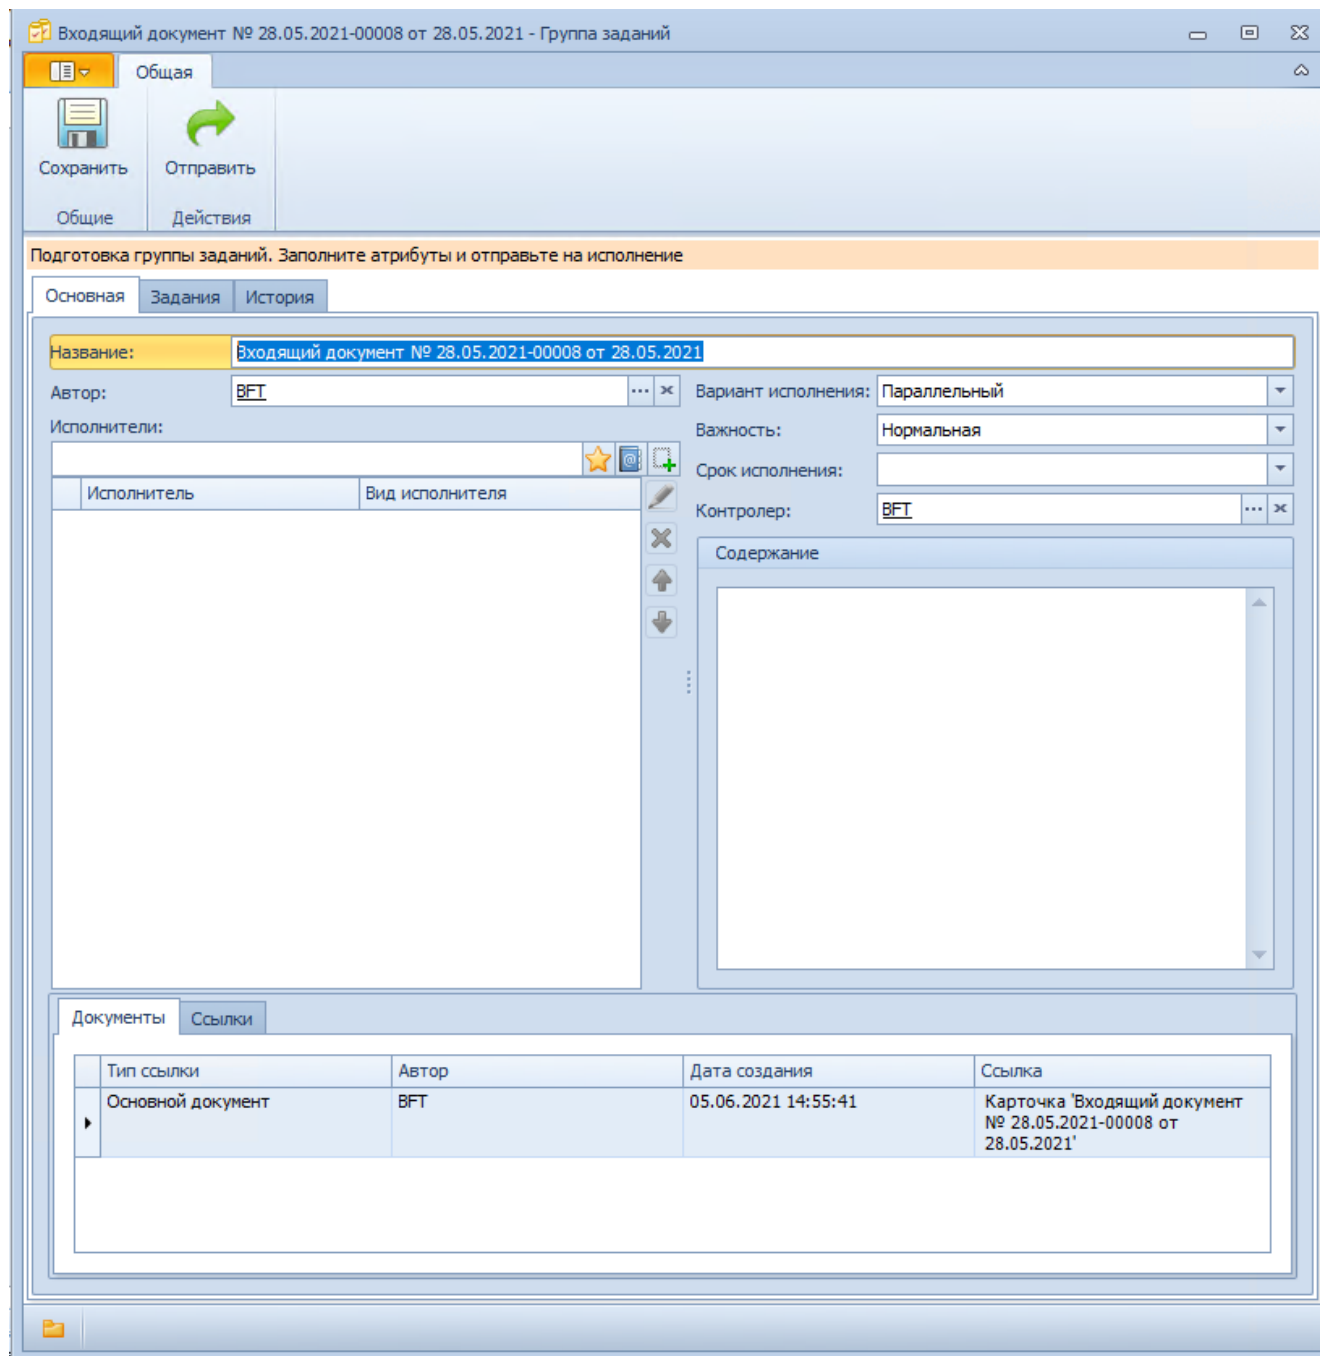 Входящий документ № 28.05.2021-00008 от 28.05.2021 - Группа заданий
Общая
Сохранить
Отправить
Общие
Действия
Подготовка группы заданий. Заполните атрибуты и отправьте на исполнение
Основная
Задания
История
Название:
Входящий документ № 28.05.2021-00008 от 28.05.2021
Автор:
BFT
Вариант исполнения:
Параллельный
Исполнители:
Важность:
Нормальная
Срок исполнения:
Исполнитель
Вид исполнителя
Контролер:
BFT
Содержание
Документы
Ссылки
Тип ссылки
Автор
Дата создания
Ссылка
Основной документ
BFT
05.06.2021 14:55:41
Карточка 'Входящий документ
№ 28.05.2021-00008 от
28.05.2021'